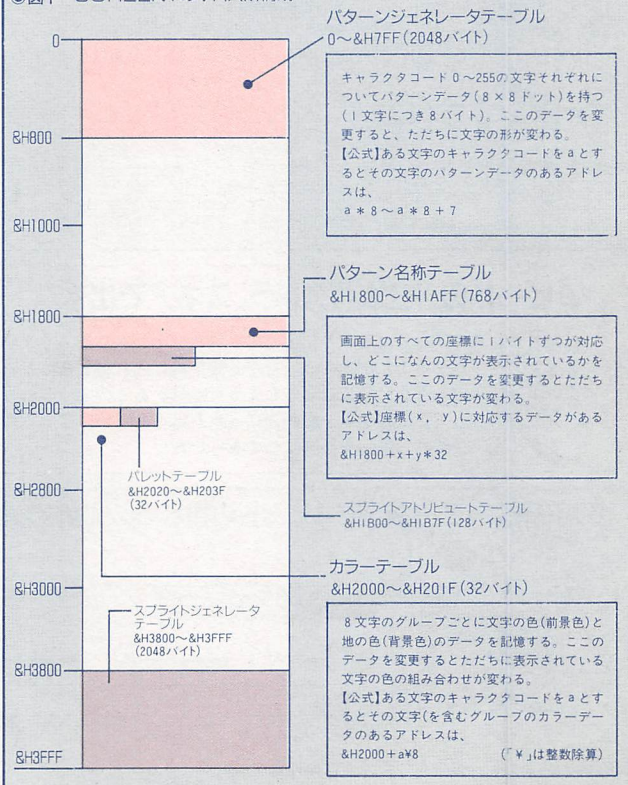 パターンジェネレータテーブル
0～&H7FF(2048バイト)
キャラクタコード0～255の文字それぞれに
ついてパターンデータ(8×8ドット)を持つ
(1文字につき8バイト)。ここのデータを変
更すると、ただちに文字の形が変わる。
【公式】ある文字のキャラクタコードをaとす
るとその文字のパターンデータのあるアドレ
スは、
a*8～a*8+7
0
&H800
&H1000
&H1800
&H2000
&H2800
&H3000
&H3800
&H3FFF
パターン名称テーブル
&H1800～&H1AFF(768バイト)
画面上のすべての座標に1バイトずつが対応
し、どこになんの文字が表示されているかを
記憶する。ここのデータを変更するとただち
に表示されている文字が変わる。
【公式】座標(x, y)に対応するデータがある
アドレスは、
&H1800+x+y*32
パレットテーブル
&H2020～&H203F
(32バイト)
スプライトアトリビュートテーブル
&H1B00～&H1B7F(128バイト)
カラーテーブル
&H2000～&H201F(32バイト)
8文字のグループごとに文字の色(前景色)と
地の色(背景色)のデータを記憶する。ここの
データを変更するとただちに表示されている
文字の色の組み合わせが変わる。
【公式】ある文字のキャラクタコードをaとす
るとその文字(を含むグループのカラーデー
タのあるアドレスは、
&H2000+a¥8 (「¥」は整数除算)
スプライトジェネレータ
テーブル
&H3800～&H3FFF
(2048バイト)